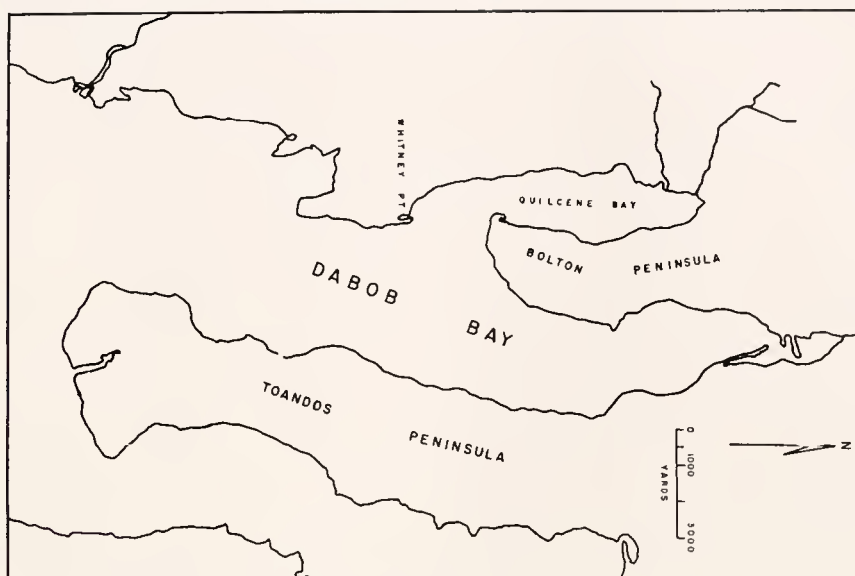 WHITNEY PT.
QUILCENE BAY
BOLTON PENINSULA
DABOB BAY
TOANDOS PENINSULA
0 1000 3000
YARDS
N